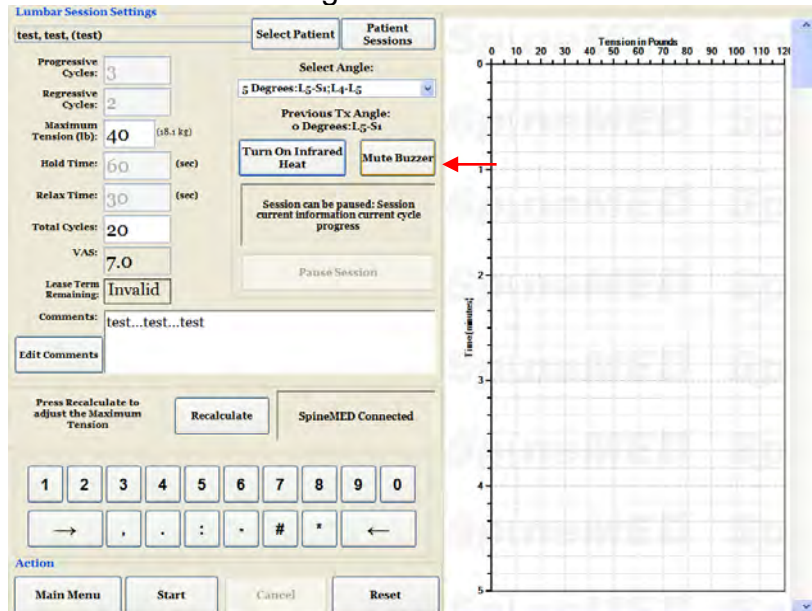 Lumbar Session Settings
test, test, (test)
Select Patient
Patient
Sessions
Progressive
Cycles:
3
Regressive
Cycles:
2
Maximum
Tension (lb):
40
(18.1 kg)
Hold Time:
60
(sec)
Relax Time:
30
(sec)
Total Cycles:
20
VAS:
7.0
Lease Term
Remaining:
Invalid
Select Angle:
5 Degrees:L5-S1;L4-L5
Previous Tx Angle:
0 Degrees:L5-S1
Turn On Infrared
Heat
Mute Buzzer
Session can be paused: Session
current information current cycle
progress
Pause Session
Comments:
test...test...test
Edit Comments
Press Recalculate to
adjust the Maximum
Tension
Recalculate
SpineMED Connected
1 2 3 4 5 6 7 8 9 0
→ , . : - # * ←
Action
Main Menu
Start
Cancel
Reset
Tension in Pounds
0 10 20 30 40 50 60 70 80 90 100 110
Time (minutes)
0
1
2
3
4
5
SpineMED